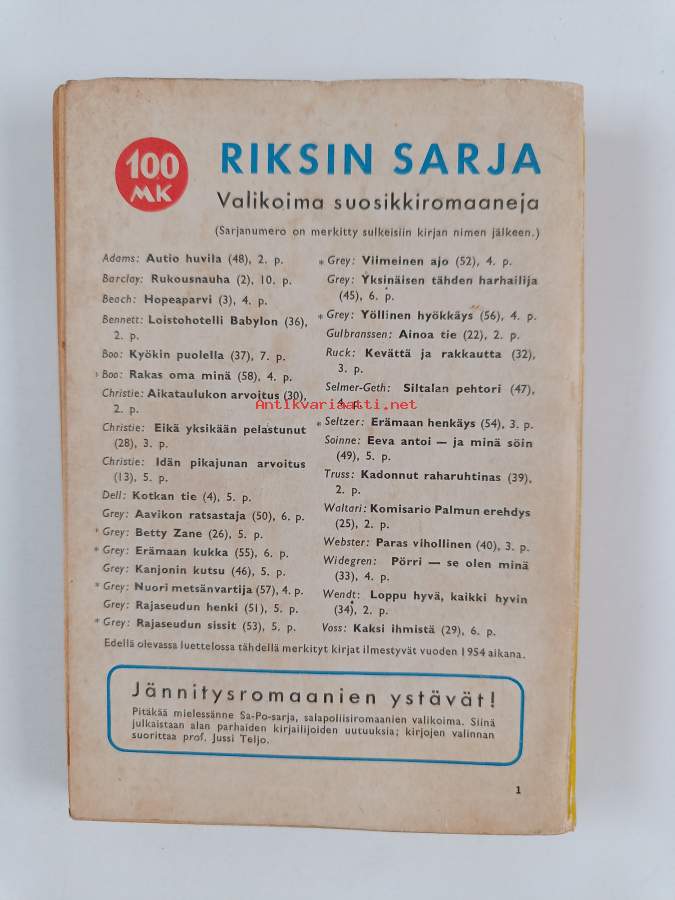 100
MK
RIKSIN SARJA
Valikoima suosikkiromaaneja
(Sarjanumero on merkitty sulkeisiin kirjan nimen jälkeen.)
Adams: Autio huvila (48), 2. p.
Barclay: Rukousnauha (2), 10. p.
Beach: Hopeaparvi (3), 4. p.
Bennett: Loistohotelli Babylon (36),
2. p.
Boo: Kyökin puolella (37), 7. p.
* Boo: Rakas oma minä (58), 4. p.
Christie: Aikataulukon arvoitus (30),
2. p.
Christie: Eikä yksikään pelastunut
(28), 3. p.
Christie: Idän pikajunan arvoitus
(13), 5. p.
Dell: Kotkan tie (4), 5. p.
Grey: Aavikon ratsastaja (50), 6. p.
* Grey: Betty Zane (26), 5. p.
* Grey: Erämaan kukka (55), 6. p.
Grey: Kanjonin kutsu (46), 5. p.
* Grey: Nuori metsänvartija (57), 4. p.
Grey: Rajaseudun henki (51), 5. p.
* Grey: Rajaseudun sissit (53), 5. p.
* Grey: Viimeinen ajo (52), 4. p.
Grey: Yksinäisen tähden harhailija
(45), 6. p.
* Grey: Yöllinen hyökkäys (56), 4. p.
Gulbranssen: Ainoa tie (22), 2. p.
Ruck: Kevättä ja rakkautta (32),
3. p.
Selmer-Geth: Siltalan pehtori (47),
4. p.
* Seltzer: Erämaan henkäys (54), 3. p.
Soinne: Eeva antoi — ja minä söin
(49), 5. p.
Truss: Kadonnut raharuhtinas (39),
2. p.
Waltari: Komisario Palmun erehdys
(25), 2. p.
Webster: Paras vihollinen (40), 3. p.
Widegren: Pörri — se olen minä
(33), 4. p.
Wendt: Loppu hyvä, kaikki hyvin
(34), 2. p.
Voss: Kaksi ihmistä (29), 6. p.
Antikvariaatti.net
Edellä olevassa luettelossa tähdellä merkityt kirjat ilmestyvät vuoden 1954 aikana.
Jännitysromaanien ystävät!
Pitäkää mielessänne Sa-Po-sarja, salapoliisiromaanien valikoima. Siinä
julkaistaan alan parhaiden kirjailijoiden uutuuksia; kirjojen valinnan
suorittaa prof. Jussi Teljo.
1